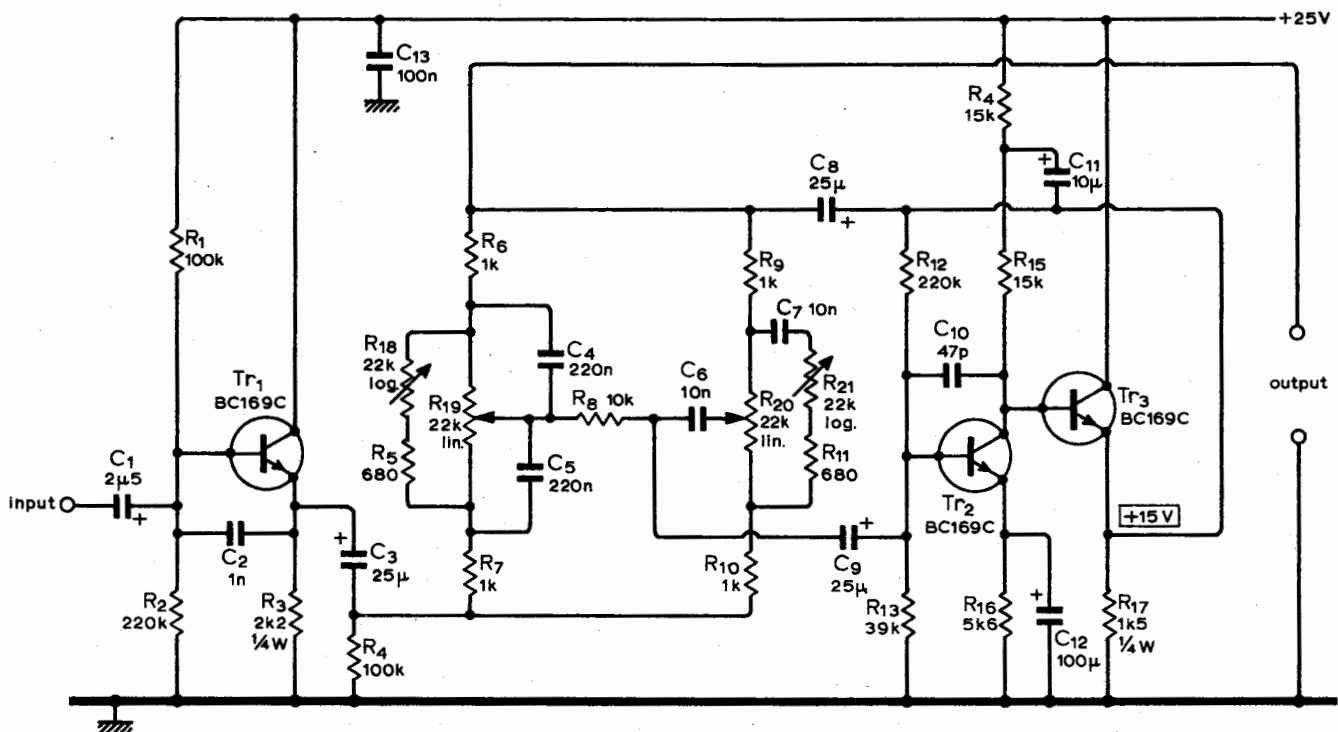 +25V
C13
100n
R4
15k
C8
25μ
+
+
C11
10μ
R1
100k
R6
1k
R9
1k
R12
220k
R15
15k
C7 10n
R18
22k
log.
C4
220n
C6
10n
C10
47p
R21
22k
log.
output
Tr1
BC169C
R19
22k
lin.
R8 10k
R20
22k
lin.
Tr3
BC169C
R5
680
C5
220n
R11
680
C1
2μ5
input
+
Tr2
BC169C
+15V
C2
1n
+
C3
25μ
R7
1k
R10
1k
+
C9
25μ
R2
220k
R3
2k2
¼W
R4
100k
R13
39k
R16
5k6
+
C12
100μ
R17
1k5
¼W